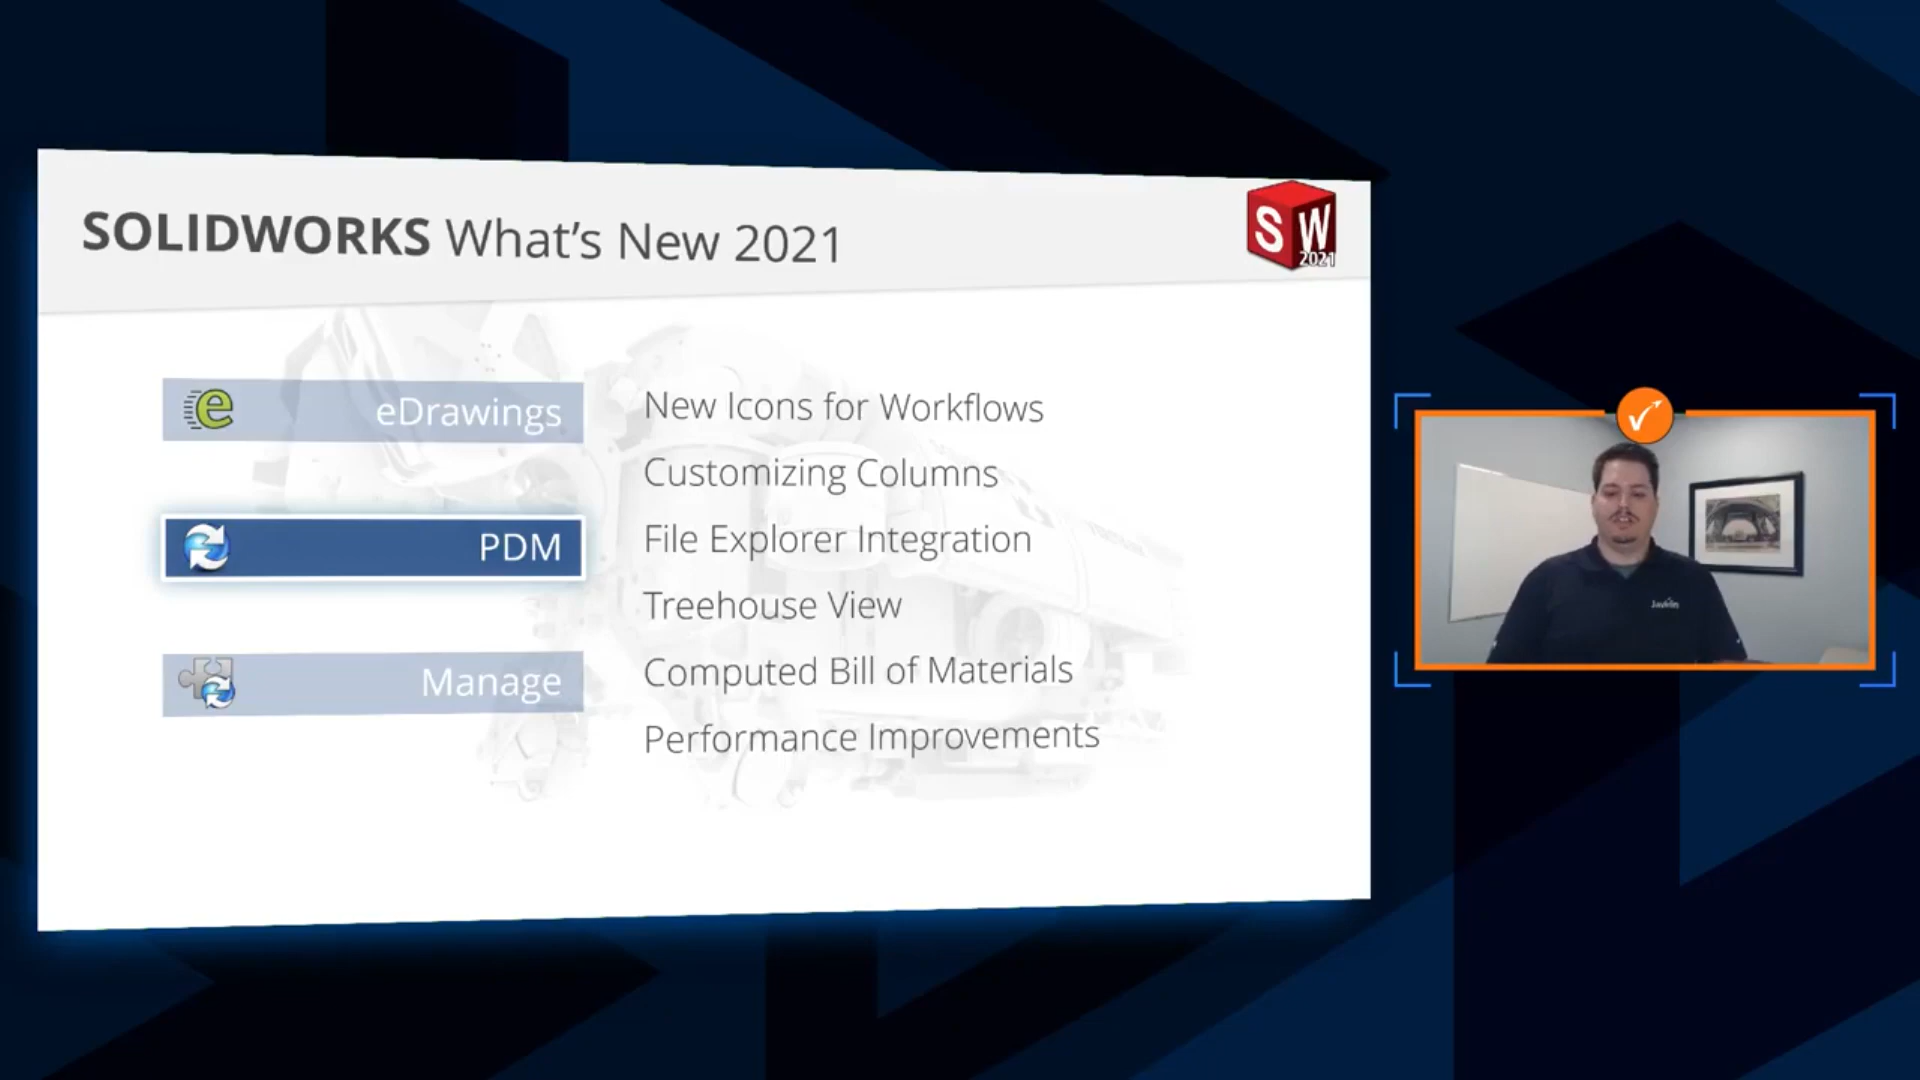 SOLIDWORKS What's New 2021
SW
2021
eDrawings
PDM
Manage
New Icons for Workflows
Customizing Columns
File Explorer Integration
Treehouse View
Computed Bill of Materials
Performance Improvements
Javelin